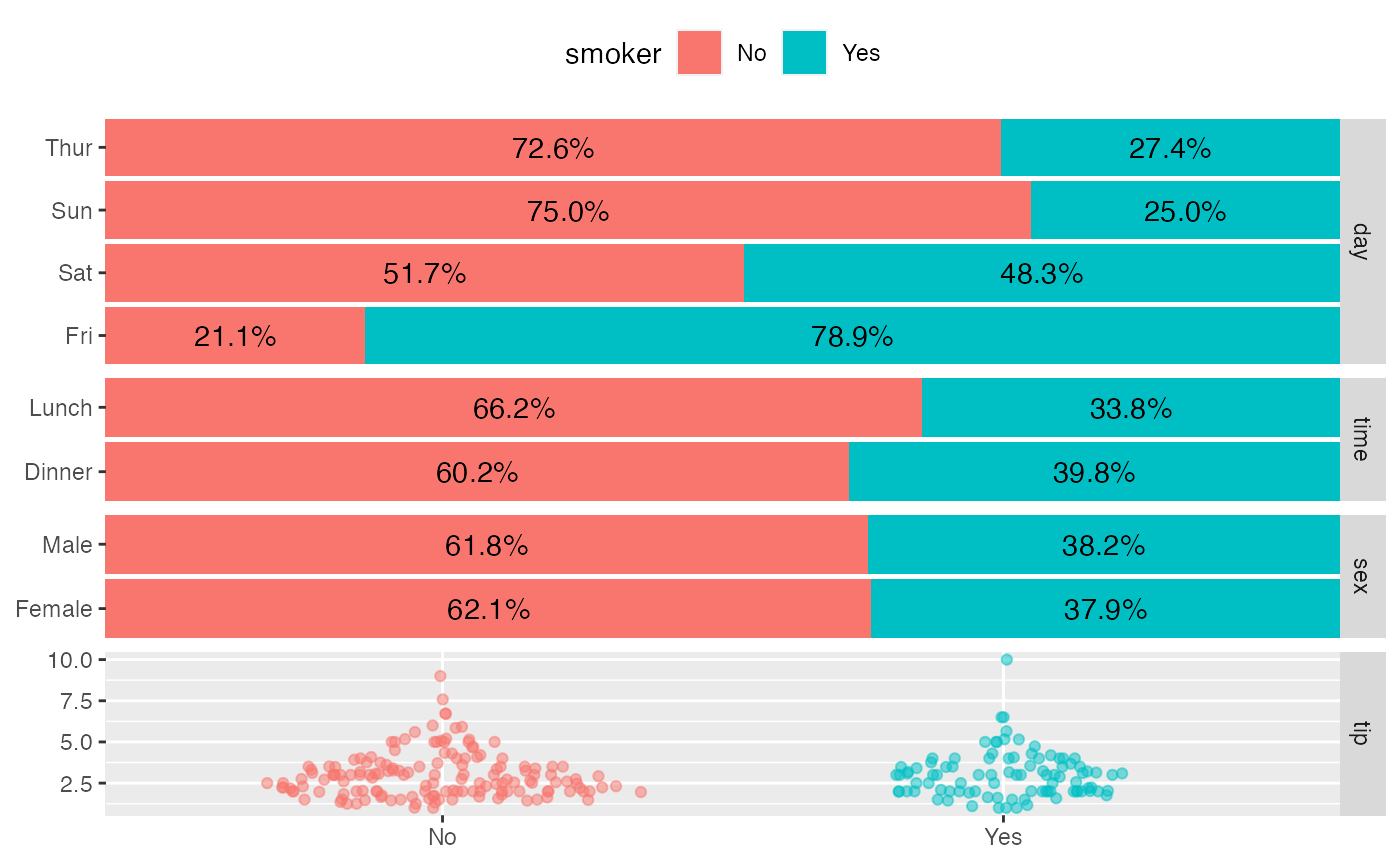 smoker No Yes
Thur 72.6% 27.4%
Sun 75.0% 25.0%
Sat 51.7% 48.3%
Fri 21.1% 78.9%
day
Lunch 66.2% 33.8%
Dinner 60.2% 39.8%
time
Male 61.8% 38.2%
Female 62.1% 37.9%
sex
10.0
7.5
5.0
2.5
tip
No Yes